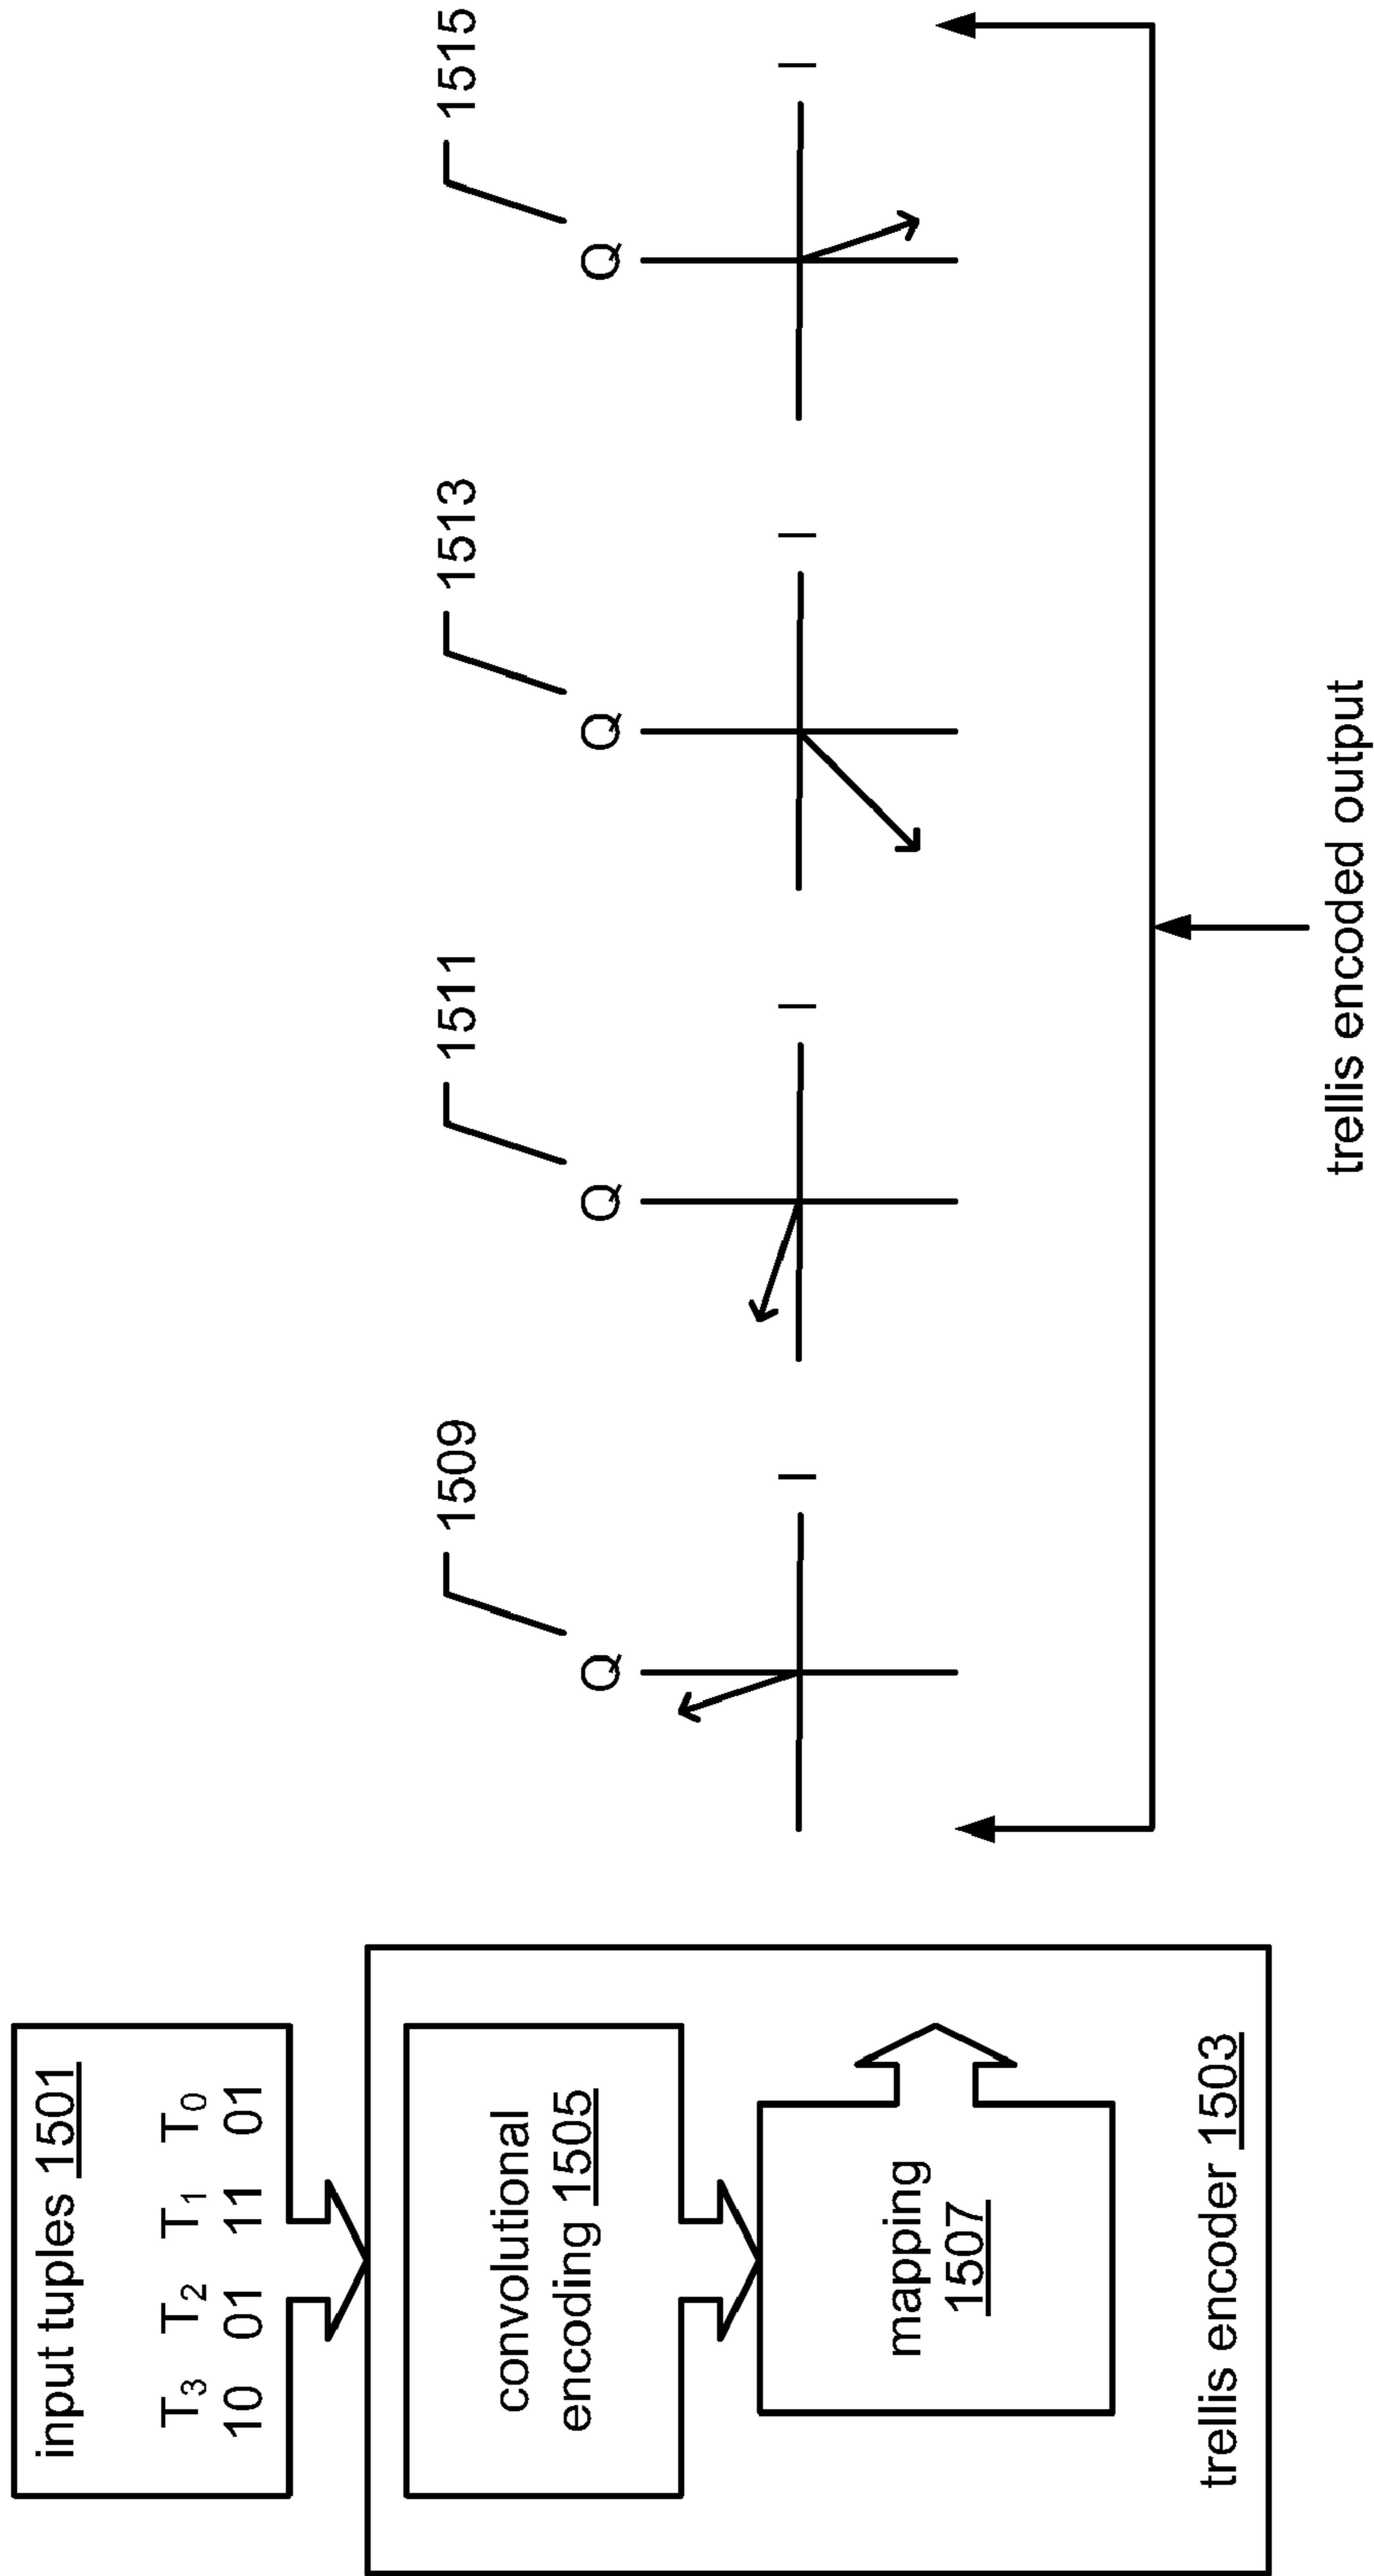 input tuples 1501
T3 T2 T1 T0
10 01 11 01
convolutional
encoding 1505
mapping
1507
trellis encoder 1503
1509
Q
I
1511
Q
I
1513
Q
I
1515
Q
I
trellis encoded output